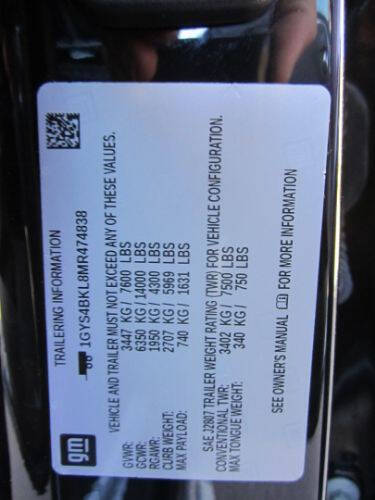 gm
TRAILERING INFORMATION
1GYS4BKL8MR474838
VEHICLE AND TRAILER MUST NOT EXCEED ANY OF THESE VALUES.
GVWR: 3447 KG/ 7600 LBS
GCWR: 6350 KG/ 14000 LBS
RGAWR: 1950 KG/ 4300 LBS
CURB WEIGHT: 2707 KG/ 5969 LBS
MAX PAYLOAD: 740 KG/ 1631 LBS
SAE J2807 TRAILER WEIGHT RATING (TWR) FOR VEHICLE CONFIGURATION.
CONVENTIONAL TWR: 3402 KG/ 7500 LBS
MAX TONGUE WEIGHT: 340 KG/ 750 LBS
SEE OWNER'S MANUAL FOR MORE INFORMATION